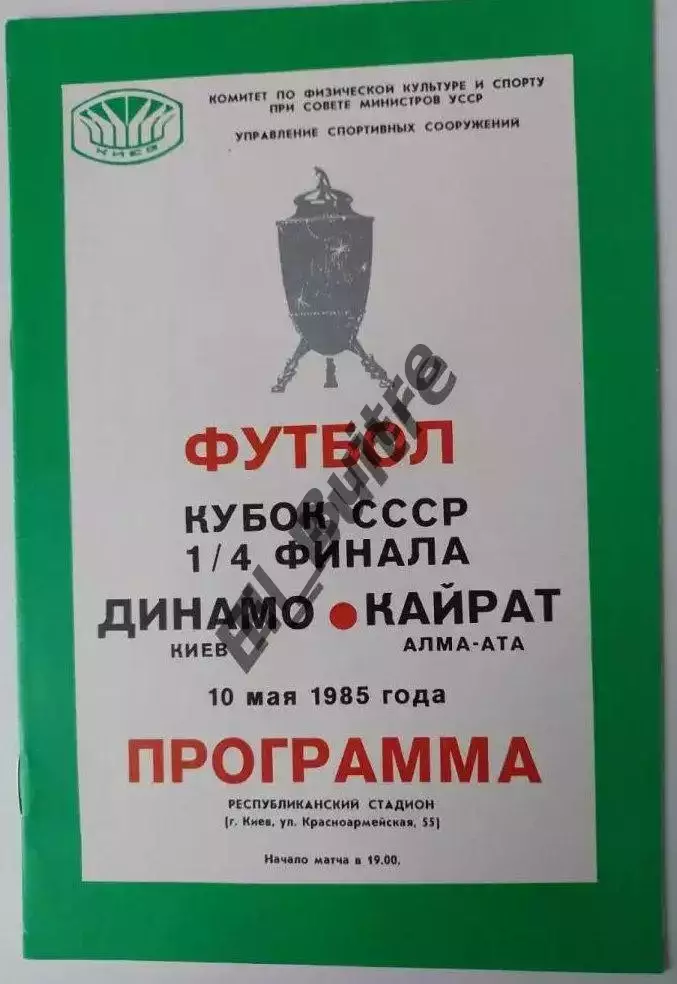 КОМИТЕТ ПО ФИЗИЧЕСКОЙ КУЛЬТУРЕ И СПОРТУ
ПРИ СОВЕТЕ МИНИСТРОВ УССР
УПРАВЛЕНИЕ СПОРТИВНЫХ СООРУЖЕНИЙ
КИЕВ
ФУТБОЛ
КУБОК СССР
1/4 ФИНАЛА
ДИНАМО ● КАЙРАТ
КИЕВ АЛМА-АТА
10 мая 1985 года
ПРОГРАММА
РЕСПУБЛИКАНСКИЙ СТАДИОН
(г. Киев, ул. Красноармейская, 55)
Начало матча в 19.00.